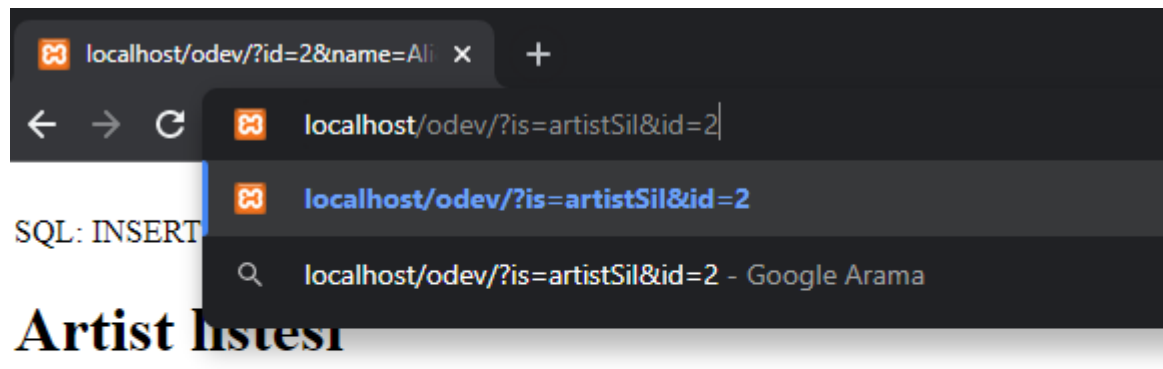 localhost/odev/?id=2&name=Ali
localhost/odev/?is=artistSil&id=2
localhost/odev/?is=artistSil&id=2
SQL: INSERT
localhost/odev/?is=artistSil&id=2 - Google Arama
Artist listesi